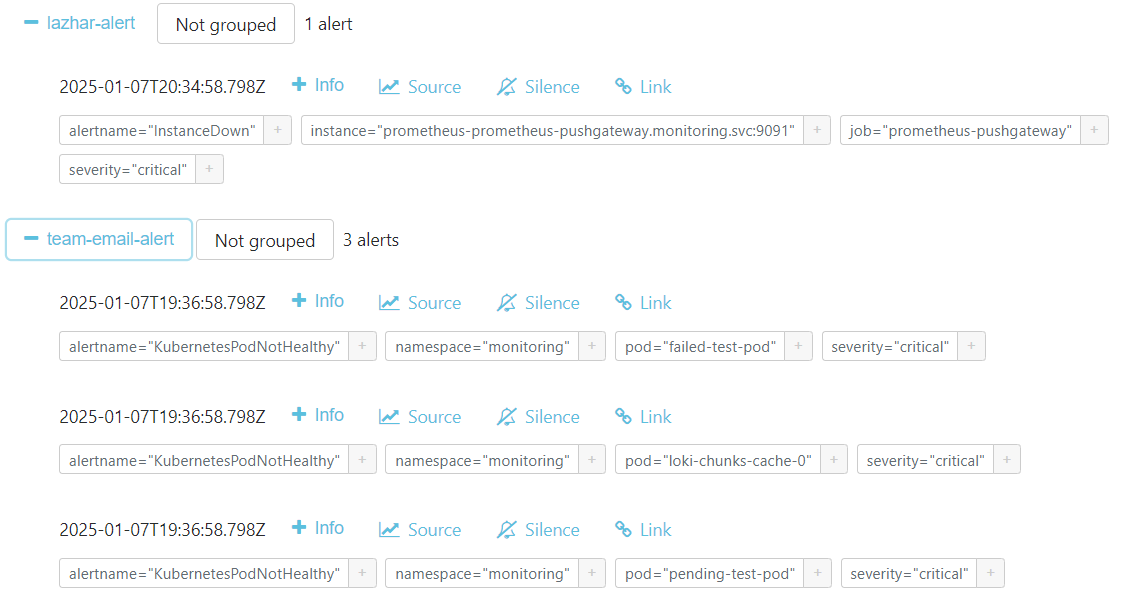 lazhar-alert Not grouped 1 alert
2025-01-07T20:34:58.798Z + Info Source Silence Link
alertname="InstanceDown" + instance="prometheus-prometheus-pushgateway.monitoring.svc:9091" + job="prometheus-pushgateway" +
severity="critical" +
team-email-alert Not grouped 3 alerts
2025-01-07T19:36:58.798Z + Info Source Silence Link
alertname="KubernetesPodNotHealthy" + namespace="monitoring" + pod="failed-test-pod" + severity="critical" +
2025-01-07T19:36:58.798Z + Info Source Silence Link
alertname="KubernetesPodNotHealthy" + namespace="monitoring" + pod="loki-chunks-cache-0" + severity="critical" +
2025-01-07T19:36:58.798Z + Info Source Silence Link
alertname="KubernetesPodNotHealthy" + namespace="monitoring" + pod="pending-test-pod" + severity="critical" +